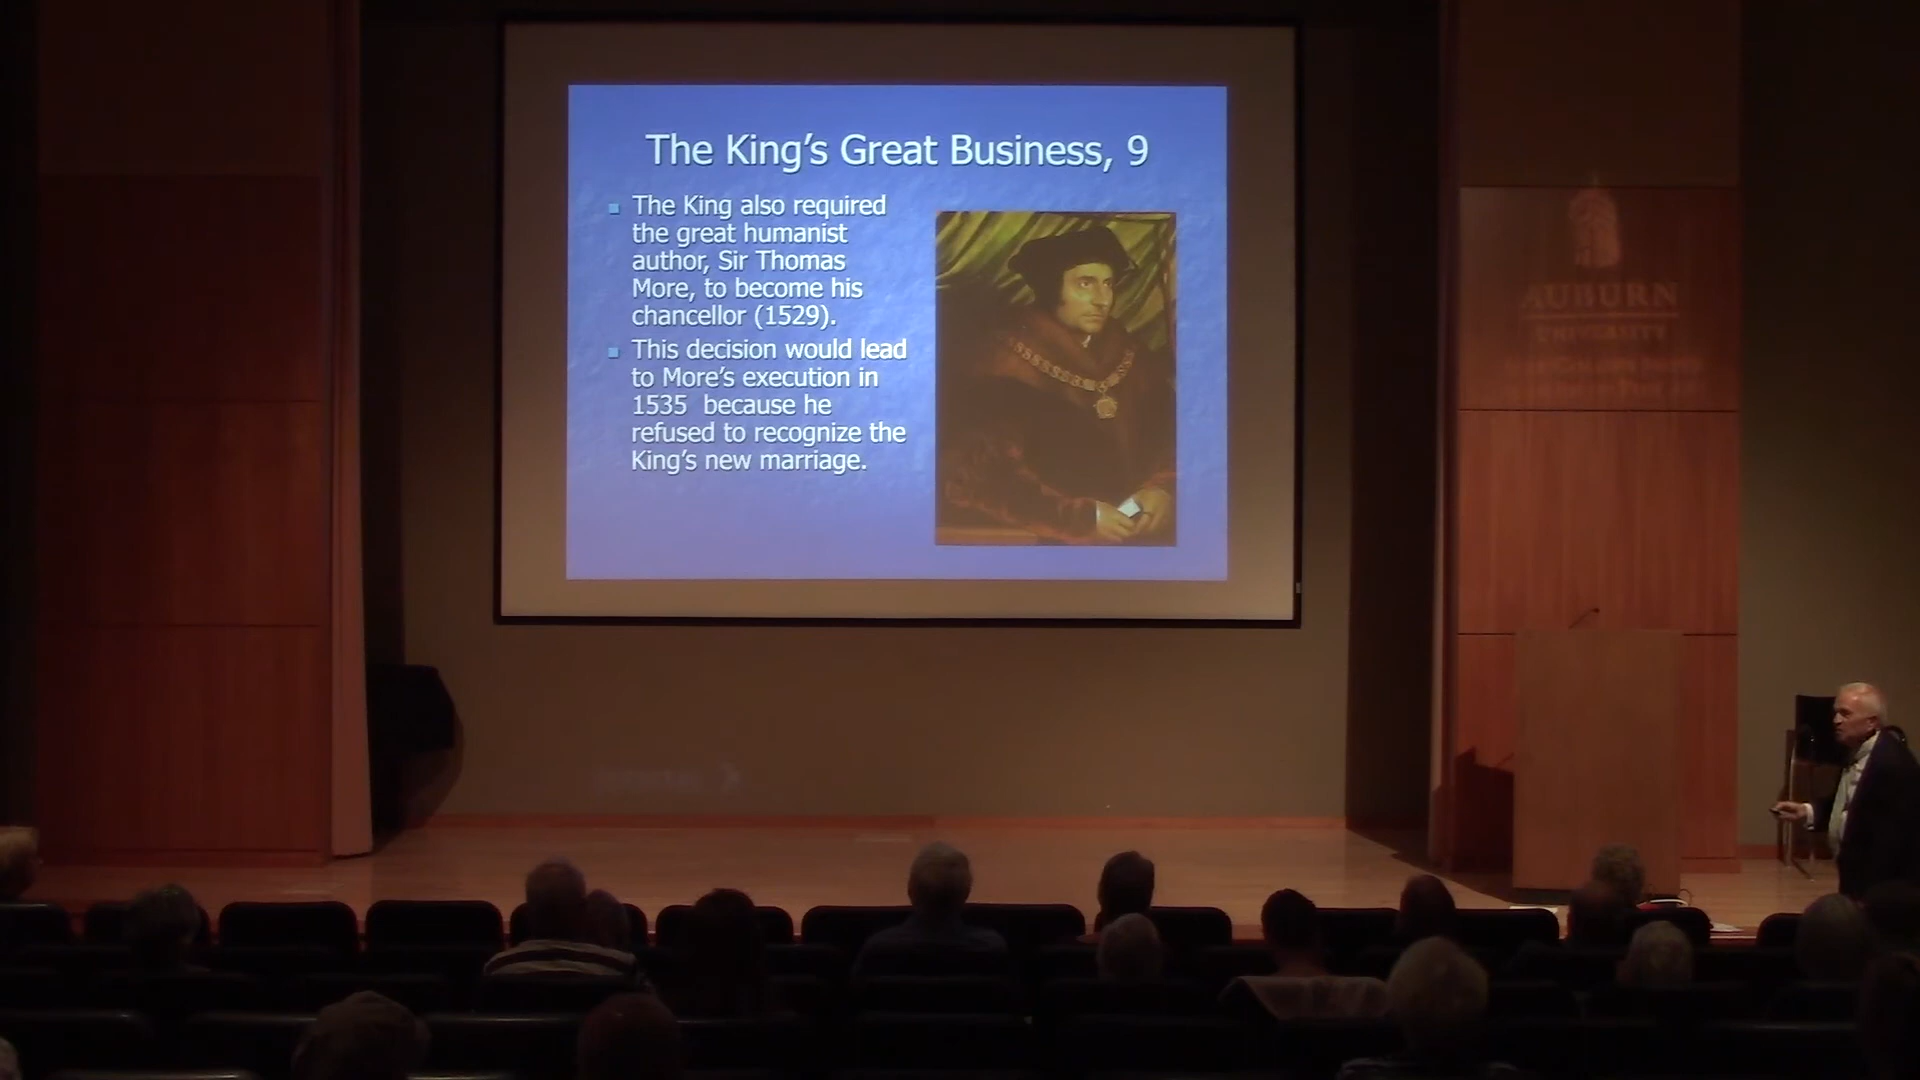 The King's Great Business, 9
The King also required
the great humanist
author, Sir Thomas
More, to become his
chancellor (1529).
This decision would lead
to More's execution in
1535 because he
refused to recognize the
King's new marriage.
AUBURN
UNIVERSITY